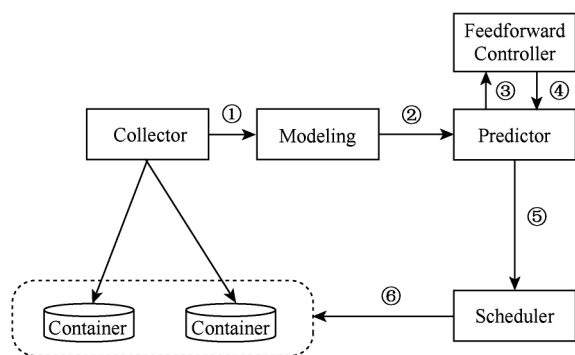 Feedforward
Controller
③
④
Collector
①
Modeling
②
Predictor
⑤
Container
Container
⑥
Scheduler